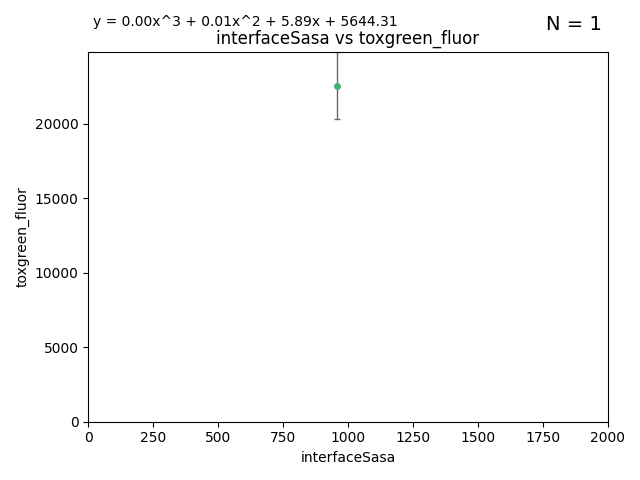 y = 0.00x^3 + 0.01x^2 + 5.89x + 5644.31
N = 1
interfaceSasa vs toxgreen_fluor
20000
15000
10000
5000
0
toxgreen_fluor
0 250 500 750 1000 1250 1500 1750 2000
interfaceSasa